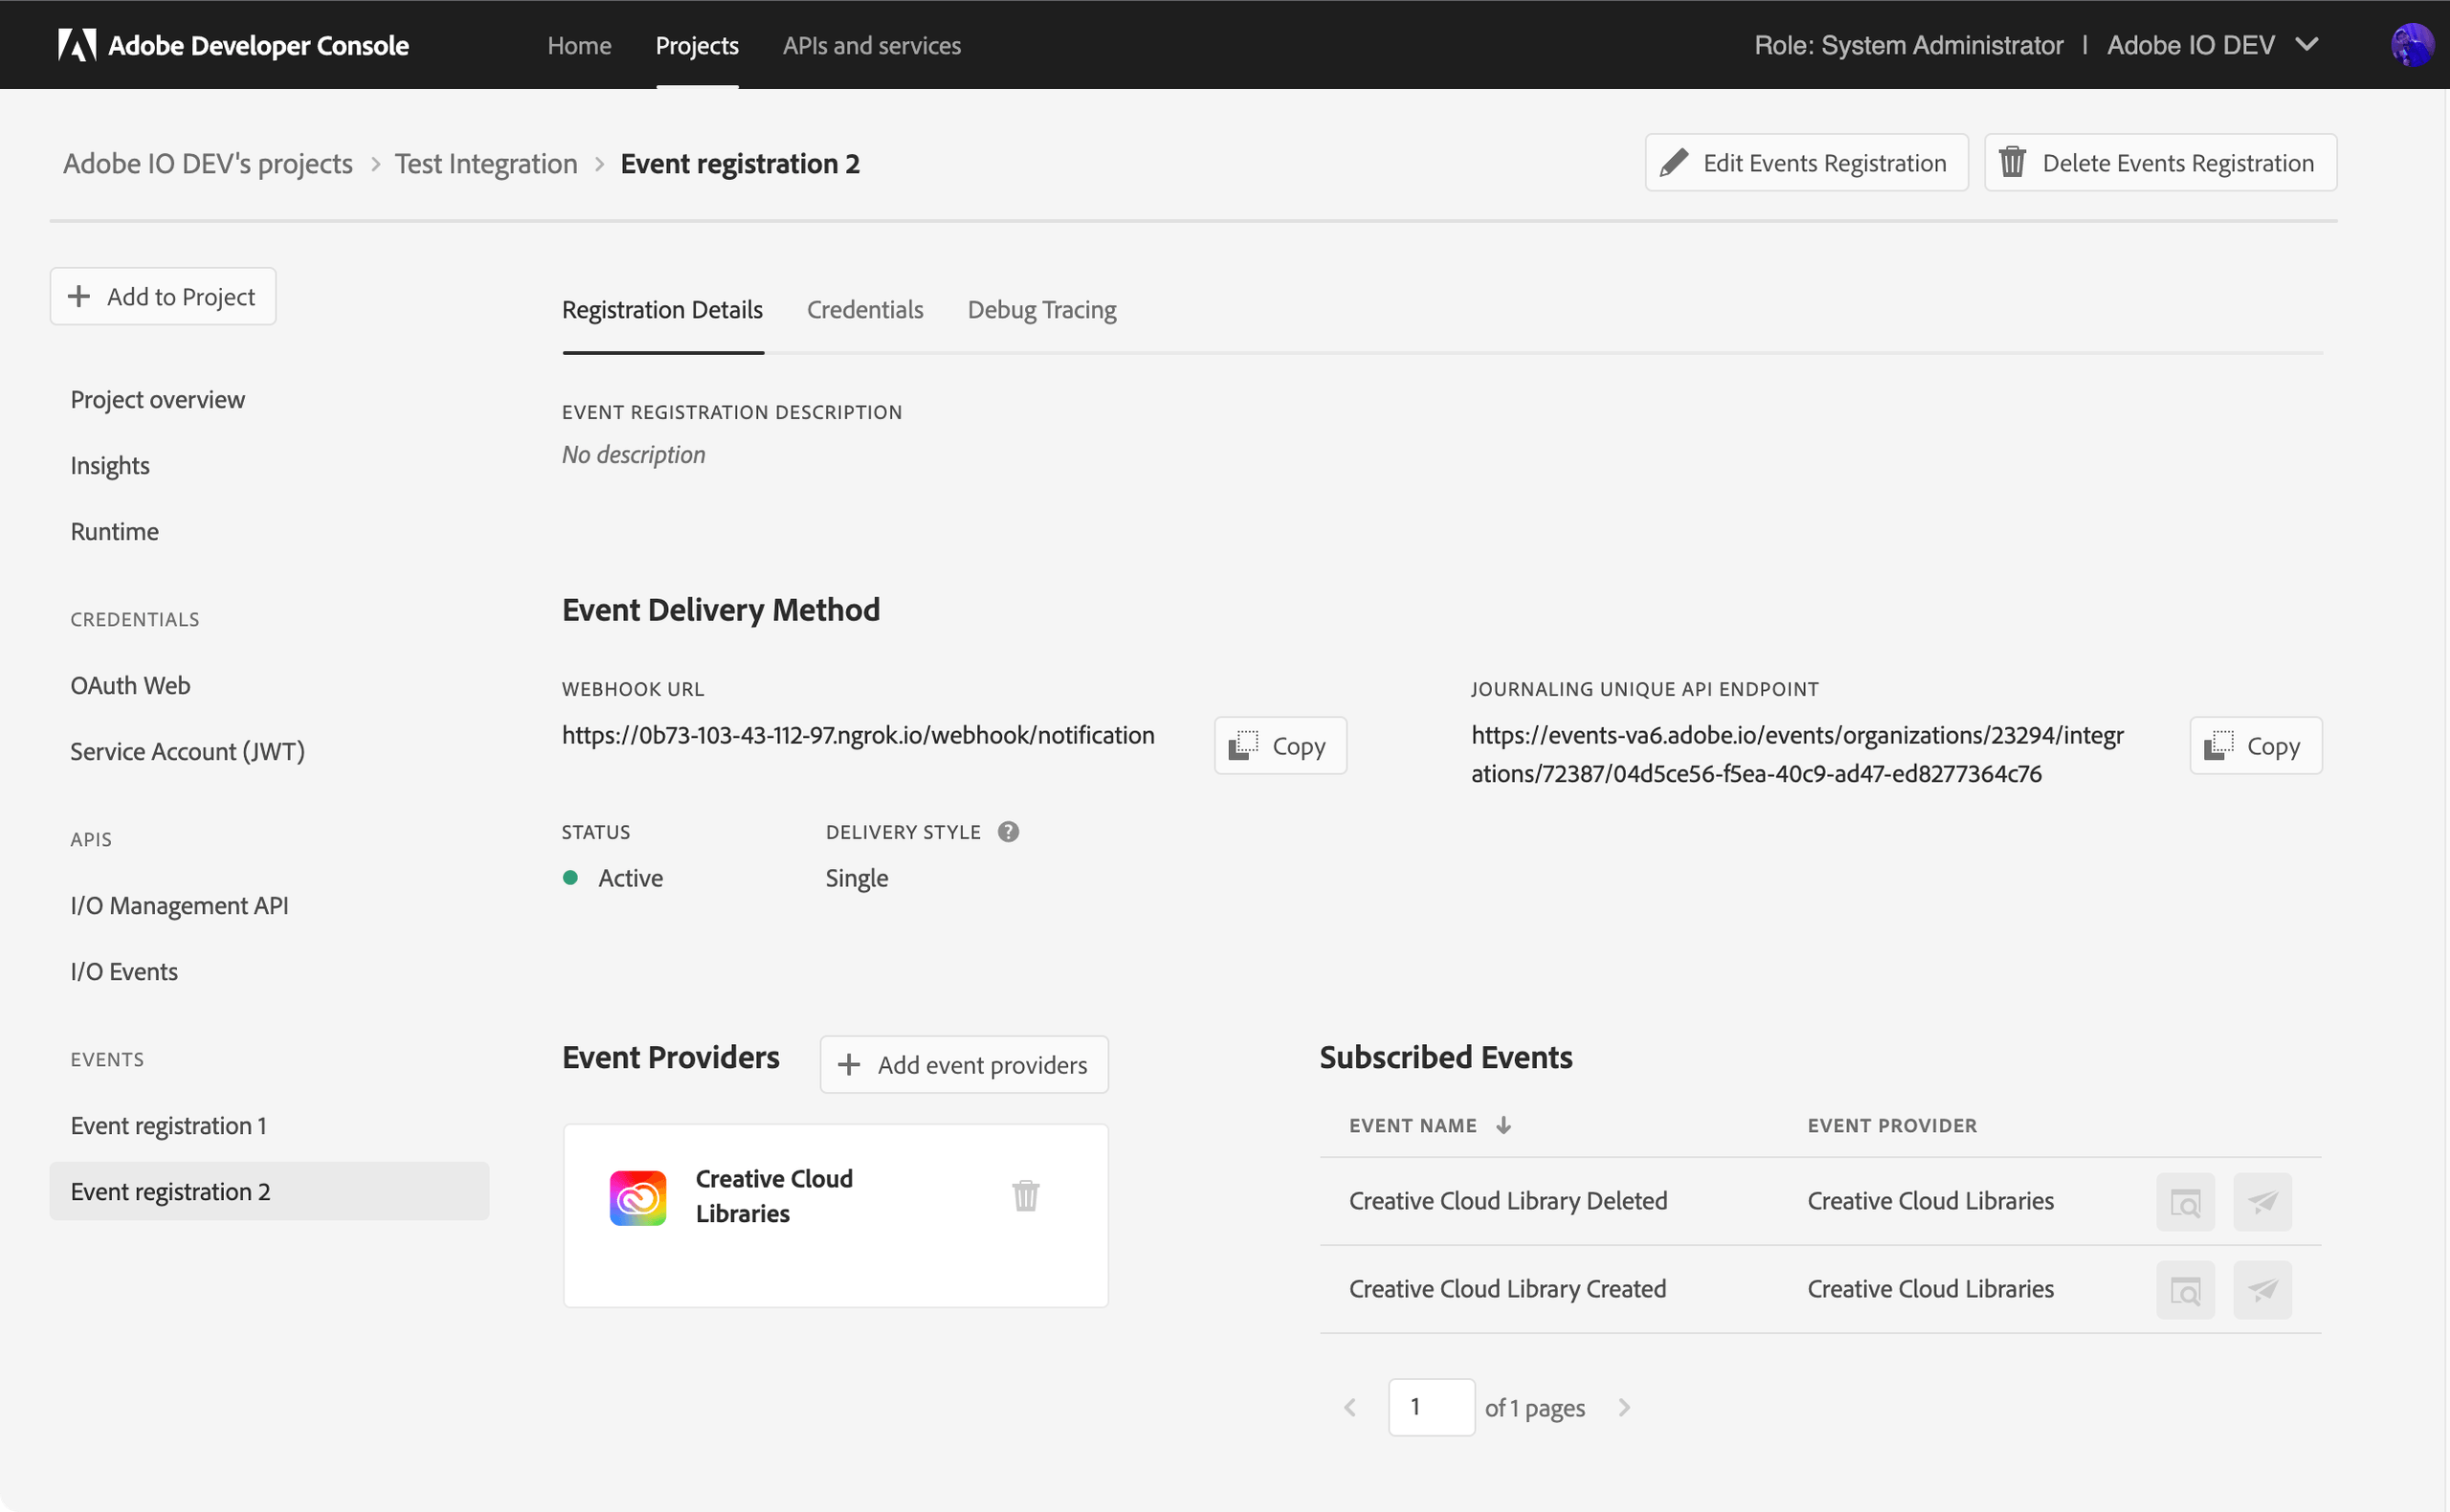 Adobe Developer Console
Home
Projects
APIs and services
Role: System Administrator | Adobe IO DEV
Adobe IO DEV's projects > Test Integration > Event registration 2
Edit Events Registration
Delete Events Registration
+ Add to Project
Project overview
Insights
Runtime
CREDENTIALS
OAuth Web
Service Account (JWT)
APIS
I/O Management API
I/O Events
EVENTS
Event registration 1
Event registration 2
Registration Details
Credentials
Debug Tracing
EVENT REGISTRATION DESCRIPTION
No description
Event Delivery Method
WEBHOOK URL
https://0b73-103-43-112-97.ngrok.io/webhook/notification
Copy
JOURNALING UNIQUE API ENDPOINT
https://events-va6.adobe.io/events/organizations/23294/integr
ations/72387/04d5ce56-f5ea-40c9-ad47-ed8277364c76
Copy
STATUS
Active
DELIVERY STYLE ?
Single
Event Providers
+ Add event providers
Creative Cloud
Libraries
Subscribed Events
EVENT NAME
EVENT PROVIDER
Creative Cloud Library Deleted
Creative Cloud Libraries
Creative Cloud Library Created
Creative Cloud Libraries
1 of 1 pages